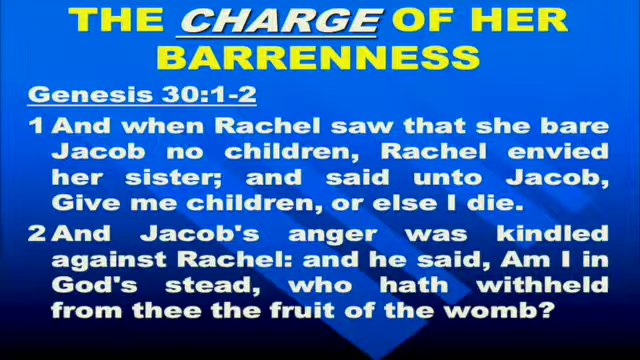 THE CHARGE OF HER
BARRENNESS
Genesis 30:1-2
1 And when Rachel saw that she bare
Jacob no children, Rachel envied
her sister; and said unto Jacob,
Give me children, or else I die.
2 And Jacob's anger was kindled
against Rachel: and he said, Am I in
God's stead, who hath withheld
from thee the fruit of the womb?